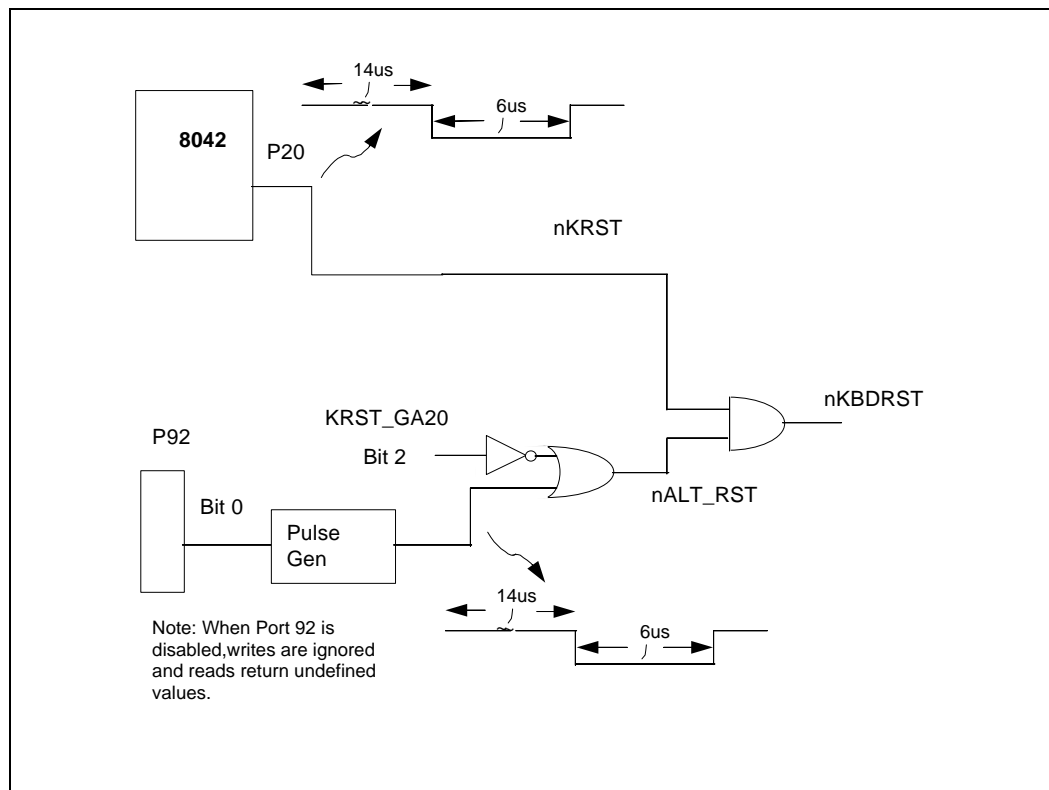 14us
6us
8042
P20
nKRST
nKBDRST
KRST_GA20
P92
Bit 2
nALT_RST
Bit 0
Pulse
Gen
14us
6us
Note: When Port 92 is
disabled,writes are ignored
and reads return undefined
values.